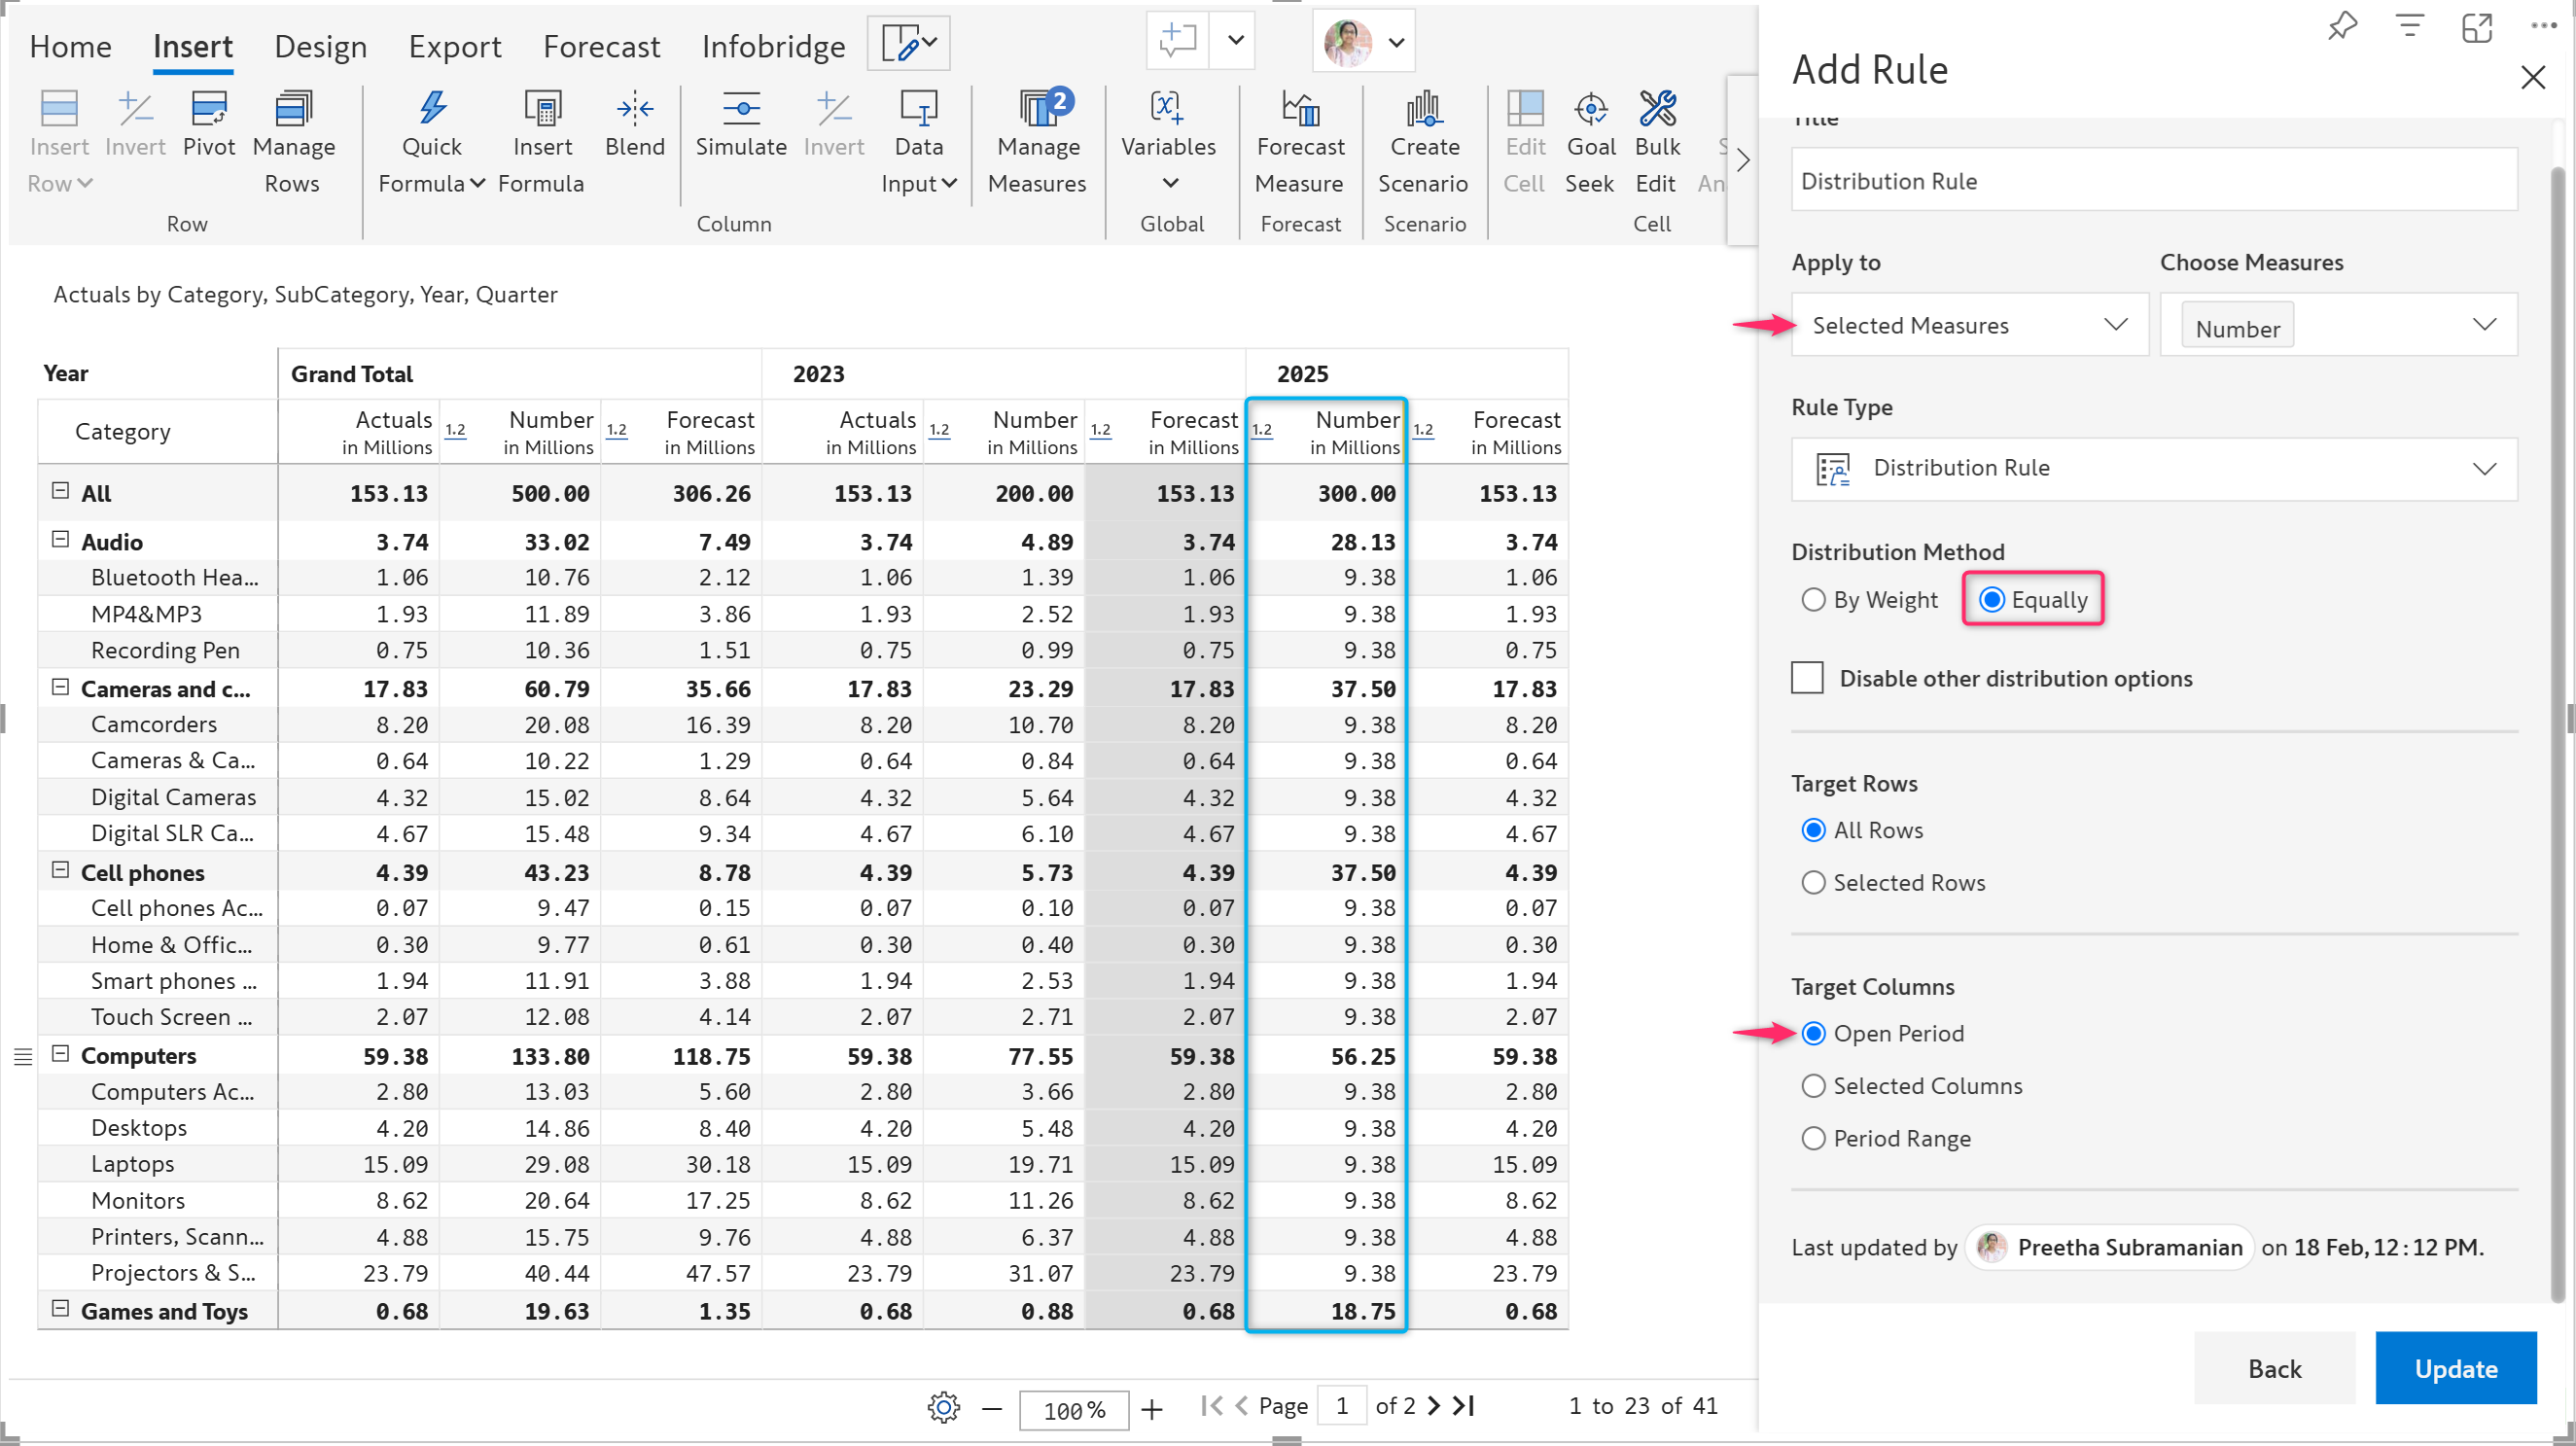 Home Insert Design Export Forecast Infobridge
Insert Row Invert Pivot Manage Rows Quick Formula Insert Formula Blend Simulate Invert Data Input Manage Measures 2 Variables Forecast Measure Create Scenario Edit Cell Goal Seek Bulk Edit
Row Column Global Forecast Scenario Cell
Actuals by Category, SubCategory, Year, Quarter
Year Grand Total 2023 2025
Category Actuals in Millions 1.2 Number in Millions 1.2 Forecast in Millions Actuals in Millions 1.2 Number in Millions 1.2 Forecast in Millions 1.2 Number in Millions 1.2 Forecast in Millions
All 153.13 500.00 306.26 153.13 200.00 153.13 300.00 153.13
Audio 3.74 33.02 7.49 3.74 4.89 3.74 28.13 3.74
Bluetooth Hea... 1.06 10.76 2.12 1.06 1.39 1.06 9.38 1.06
MP4&MP3 1.93 11.89 3.86 1.93 2.52 1.93 9.38 1.93
Recording Pen 0.75 10.36 1.51 0.75 0.99 0.75 9.38 0.75
Cameras and c... 17.83 60.79 35.66 17.83 23.29 17.83 37.50 17.83
Camcorders 8.20 20.08 16.39 8.20 10.70 8.20 9.38 8.20
Cameras & Ca... 0.64 10.22 1.29 0.64 0.84 0.64 9.38 0.64
Digital Cameras 4.32 15.02 8.64 4.32 5.64 4.32 9.38 4.32
Digital SLR Ca... 4.67 15.48 9.34 4.67 6.10 4.67 9.38 4.67
Cell phones 4.39 43.23 8.78 4.39 5.73 4.39 37.50 4.39
Cell phones Ac... 0.07 9.47 0.15 0.07 0.10 0.07 9.38 0.07
Home & Offic... 0.30 9.77 0.61 0.30 0.40 0.30 9.38 0.30
Smart phones ... 1.94 11.91 3.88 1.94 2.53 1.94 9.38 1.94
Touch Screen ... 2.07 12.08 4.14 2.07 2.71 2.07 9.38 2.07
Computers 59.38 133.80 118.75 59.38 77.55 59.38 56.25 59.38
Computers Ac... 2.80 13.03 5.60 2.80 3.66 2.80 9.38 2.80
Desktops 4.20 14.86 8.40 4.20 5.48 4.20 9.38 4.20
Laptops 15.09 29.08 30.18 15.09 19.71 15.09 9.38 15.09
Monitors 8.62 20.64 17.25 8.62 11.26 8.62 9.38 8.62
Printers, Scann... 4.88 15.75 9.76 4.88 6.37 4.88 9.38 4.88
Projectors & S... 23.79 40.44 47.57 23.79 31.07 23.79 9.38 23.79
Games and Toys 0.68 19.63 1.35 0.68 0.88 0.68 18.75 0.68
100% Page 1 of 2 1 to 23 of 41
Add Rule
Title
Distribution Rule
Apply to Choose Measures
Selected Measures Number
Rule Type
Distribution Rule
Distribution Method
By Weight Equally
Disable other distribution options
Target Rows
All Rows
Selected Rows
Target Columns
Open Period
Selected Columns
Period Range
Last updated by Preetha Subramanian on 18 Feb, 12:12 PM.
Back Update